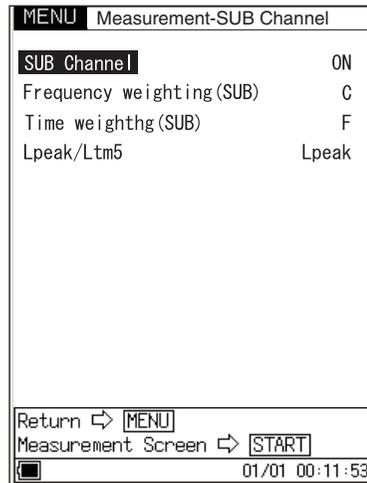 MENU Measurement-SUB Channel
SUB Channel ON
Frequency weighting(SUB) C
Time weighthg(SUB) F
Lpeak/Ltm5 Lpeak
Return ⇨ MENU
Measurement Screen ⇨ START
01/01 00:11:53